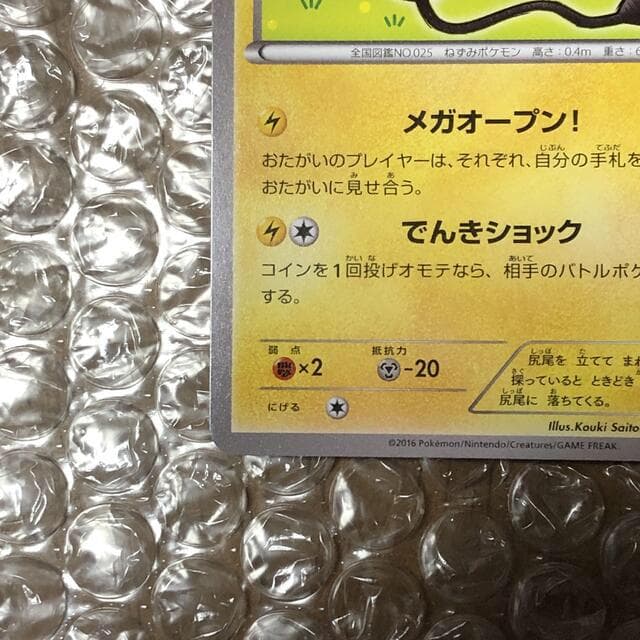 全国図鑑NO.025 ねずみポケモン 高さ:0.4m 重さ:6
メガオープン!
おたがいのプレイヤーは、それぞれ、自分の手札を
おたがいに見せ合う。
でんきショック
コインを1回投げオモテなら、相手のバトルポケ
する。
弱点 抵抗力
×2 -20
にげる
尻尾を 立てて まわ
探っていると ときどき
尻尾に 落ちてくる。
Illus.Kouki Saito
©2016 Pokémon/Nintendo/Creatures/GAME FREAK.